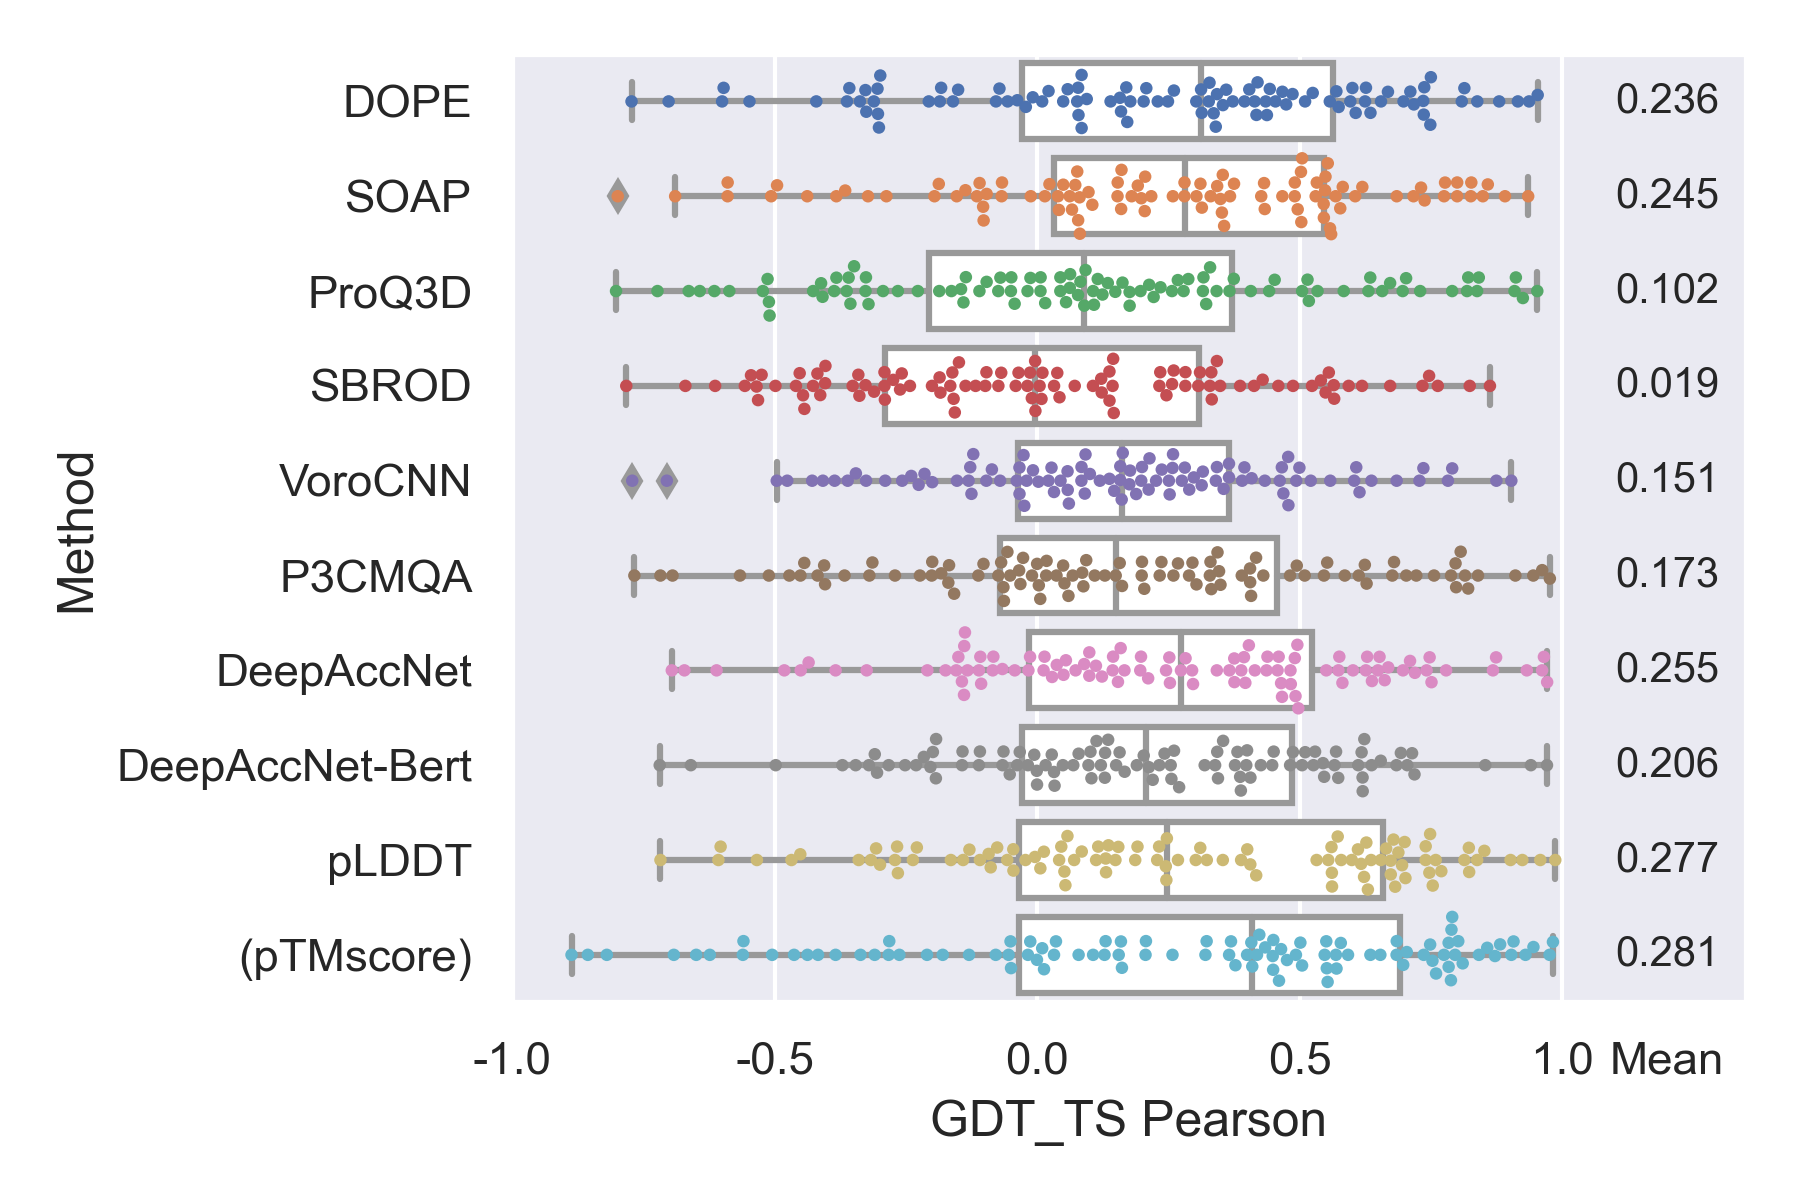 DOPE 0.236
SOAP 0.245
ProQ3D 0.102
SBROD 0.019
VoroCNN 0.151
P3CMQA 0.173
DeepAccNet 0.255
DeepAccNet-Bert 0.206
pLDDT 0.277
(pTMscore) 0.281
Method
-1.0 -0.5 0.0 0.5 1.0 Mean
GDT_TS Pearson